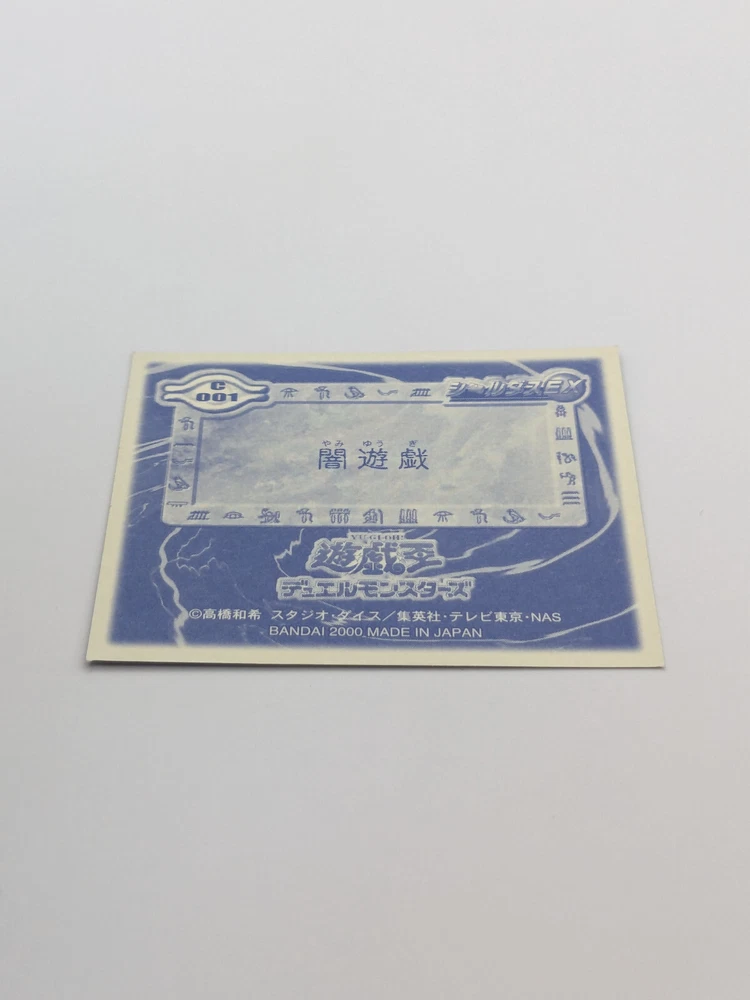 C
001
シールダスEX
やみ ゆう ぎ
闇遊戯
YU-GI-OH!
遊戯王
デュエルモンスターズ
©高橋和希 スタジオ・ダイス／集英社・テレビ東京・NAS
BANDAI 2000 MADE IN JAPAN